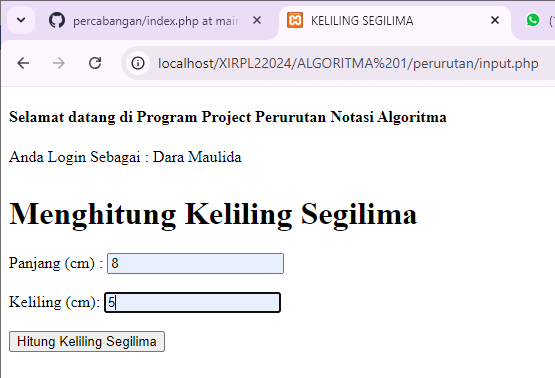 percabangan/index.php at mair
KELILING SEGILIMA
(
localhost/XIRPL22024/ALGORITMA%201/perurutan/input.php
Selamat datang di Program Project Perurutan Notasi Algoritma
Anda Login Sebagai : Dara Maulida
Menghitung Keliling Segilima
Panjang (cm) : 8
Keliling (cm): 5
Hitung Keliling Segilima